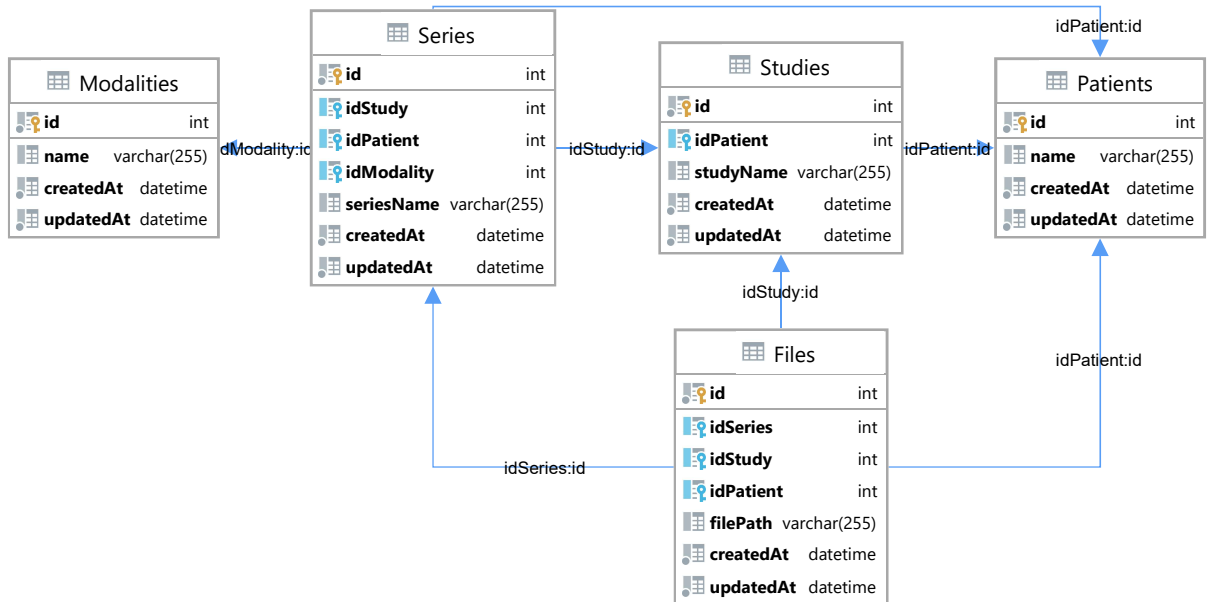 Modalities
id int
name varchar(255)
createdAt datetime
updatedAt datetime
dModality:id
Series
id int
idStudy int
idPatient int
idModality int
seriesName varchar(255)
createdAt datetime
updatedAt datetime
idStudy:id
Studies
id int
idPatient int
studyName varchar(255)
createdAt datetime
updatedAt datetime
idPatient:id
idPatient:id
Patients
id int
name varchar(255)
createdAt datetime
updatedAt datetime
idStudy:id
idPatient:id
idSeries:id
Files
id int
idSeries int
idStudy int
idPatient int
filePath varchar(255)
createdAt datetime
updatedAt datetime